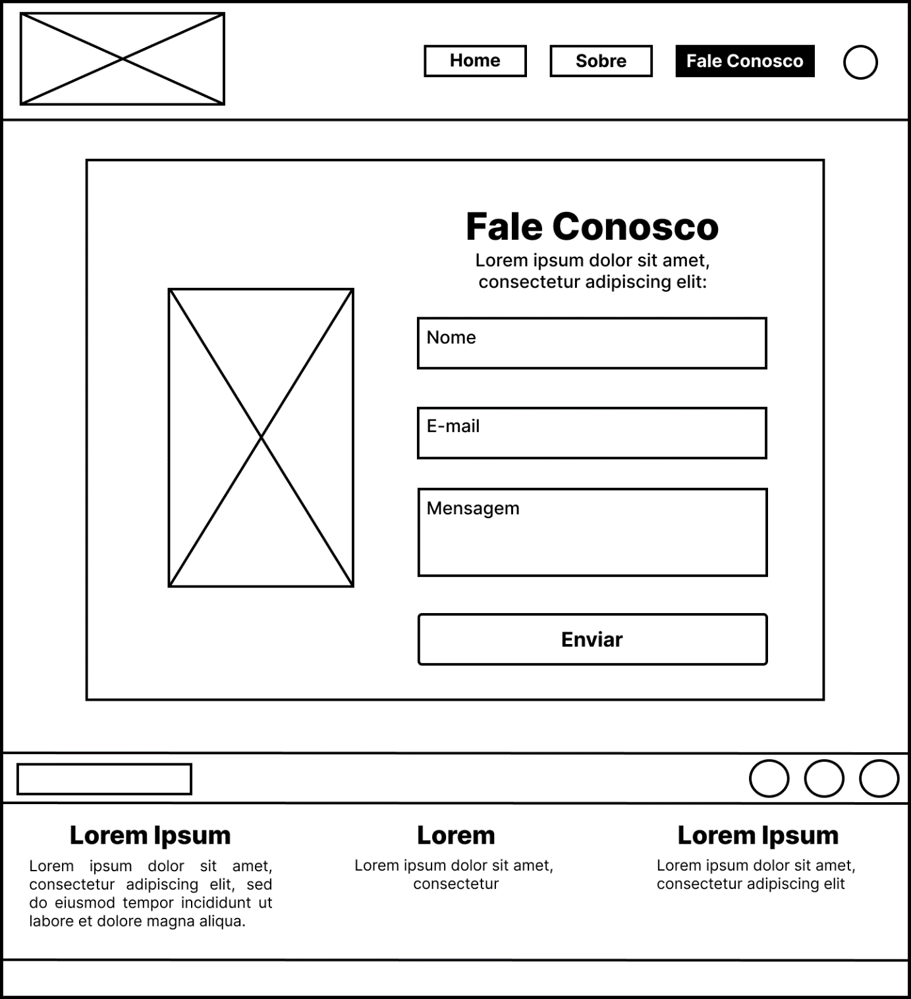 Home
Sobre
Fale Conosco
Fale Conosco
Lorem ipsum dolor sit amet,
consectetur adipiscing elit:
Nome
E-mail
Mensagem
Enviar
Lorem Ipsum
Lorem ipsum dolor sit amet,
consectetur adipiscing elit, sed
do eiusmod tempor incididunt ut
labore et dolore magna aliqua.
Lorem
Lorem ipsum dolor sit amet,
consectetur
Lorem Ipsum
Lorem ipsum dolor sit amet,
consectetur adipiscing elit